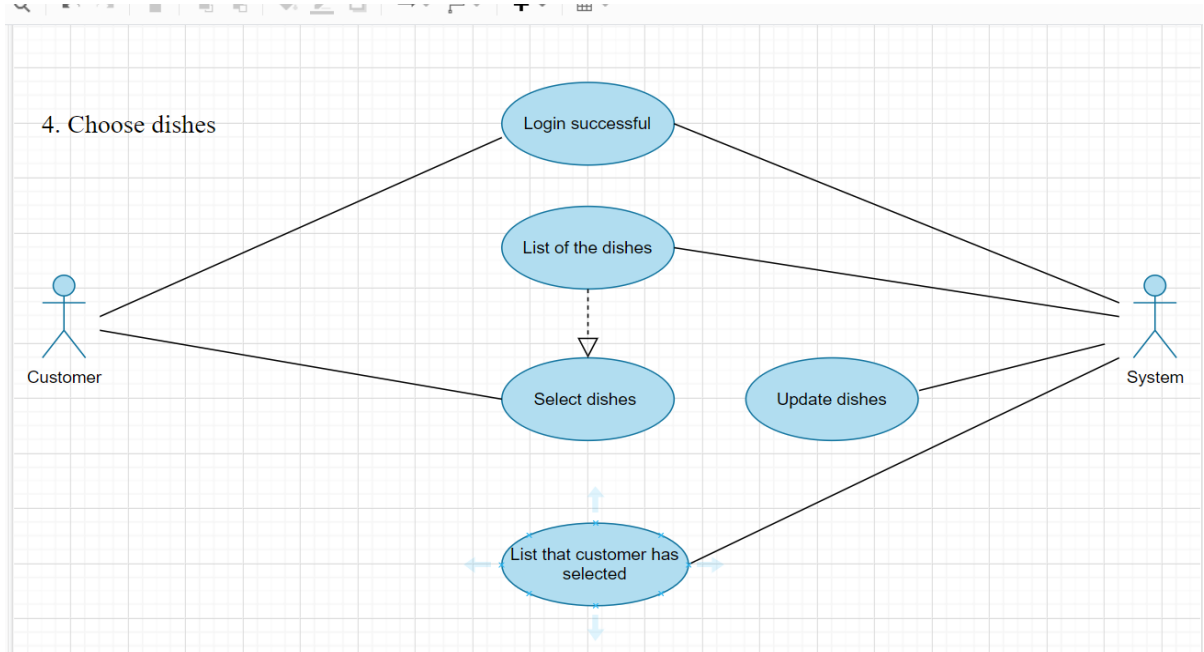 4. Choose dishes
Login successful
List of the dishes
Customer
System
Select dishes
Update dishes
List that customer has
selected